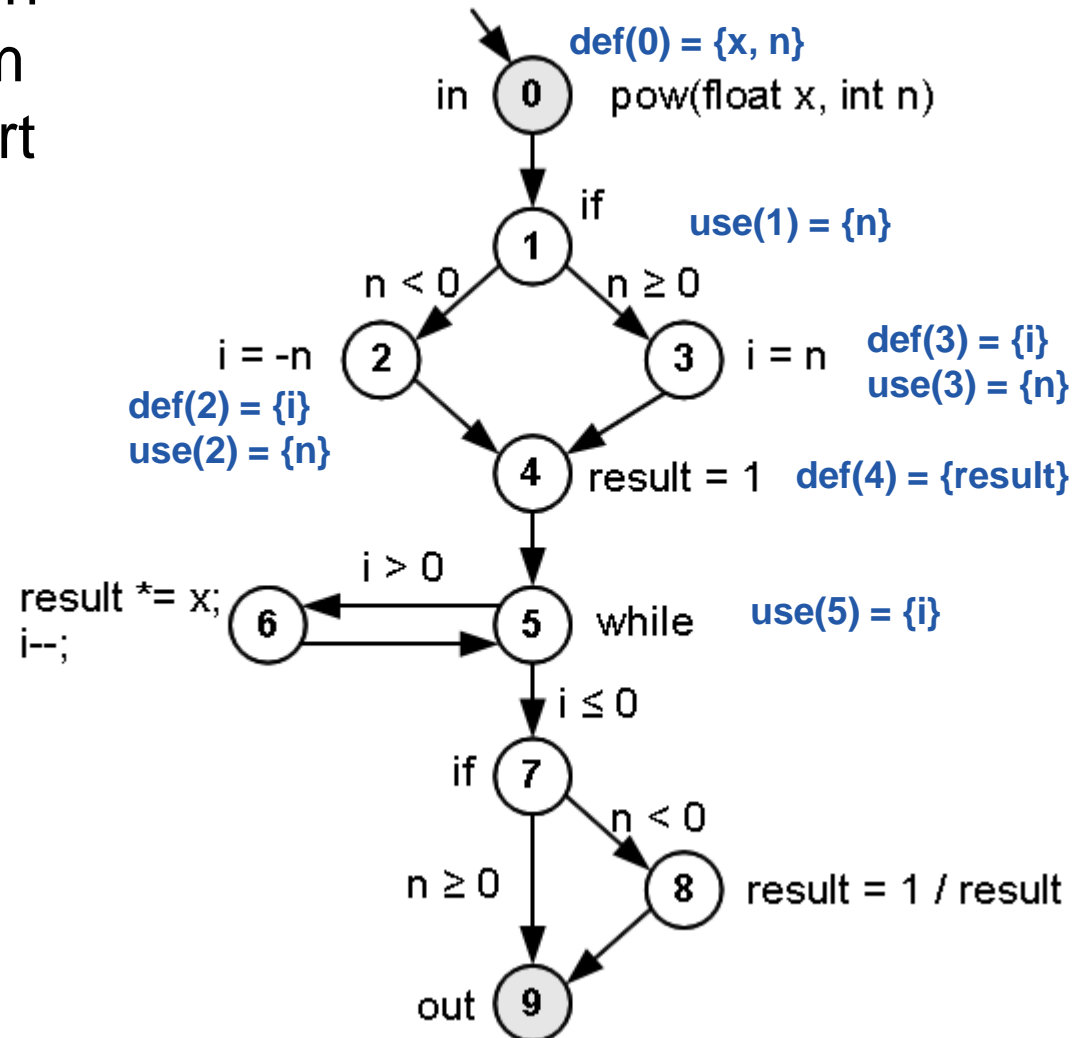 rt
def(0) = {x, n}
in 0 pow(float x, int n)
if
1
use(1) = {n}
n < 0
n ≥ 0
i = -n 2
3 i = n
def(3) = {i}
use(3) = {n}
def(2) = {i}
use(2) = {n}
4 result = 1 def(4) = {result}
i > 0
result *= x;
i--;
6
5 while use(5) = {i}
i ≤ 0
if 7
n < 0
n ≥ 0
8 result = 1 / result
out 9